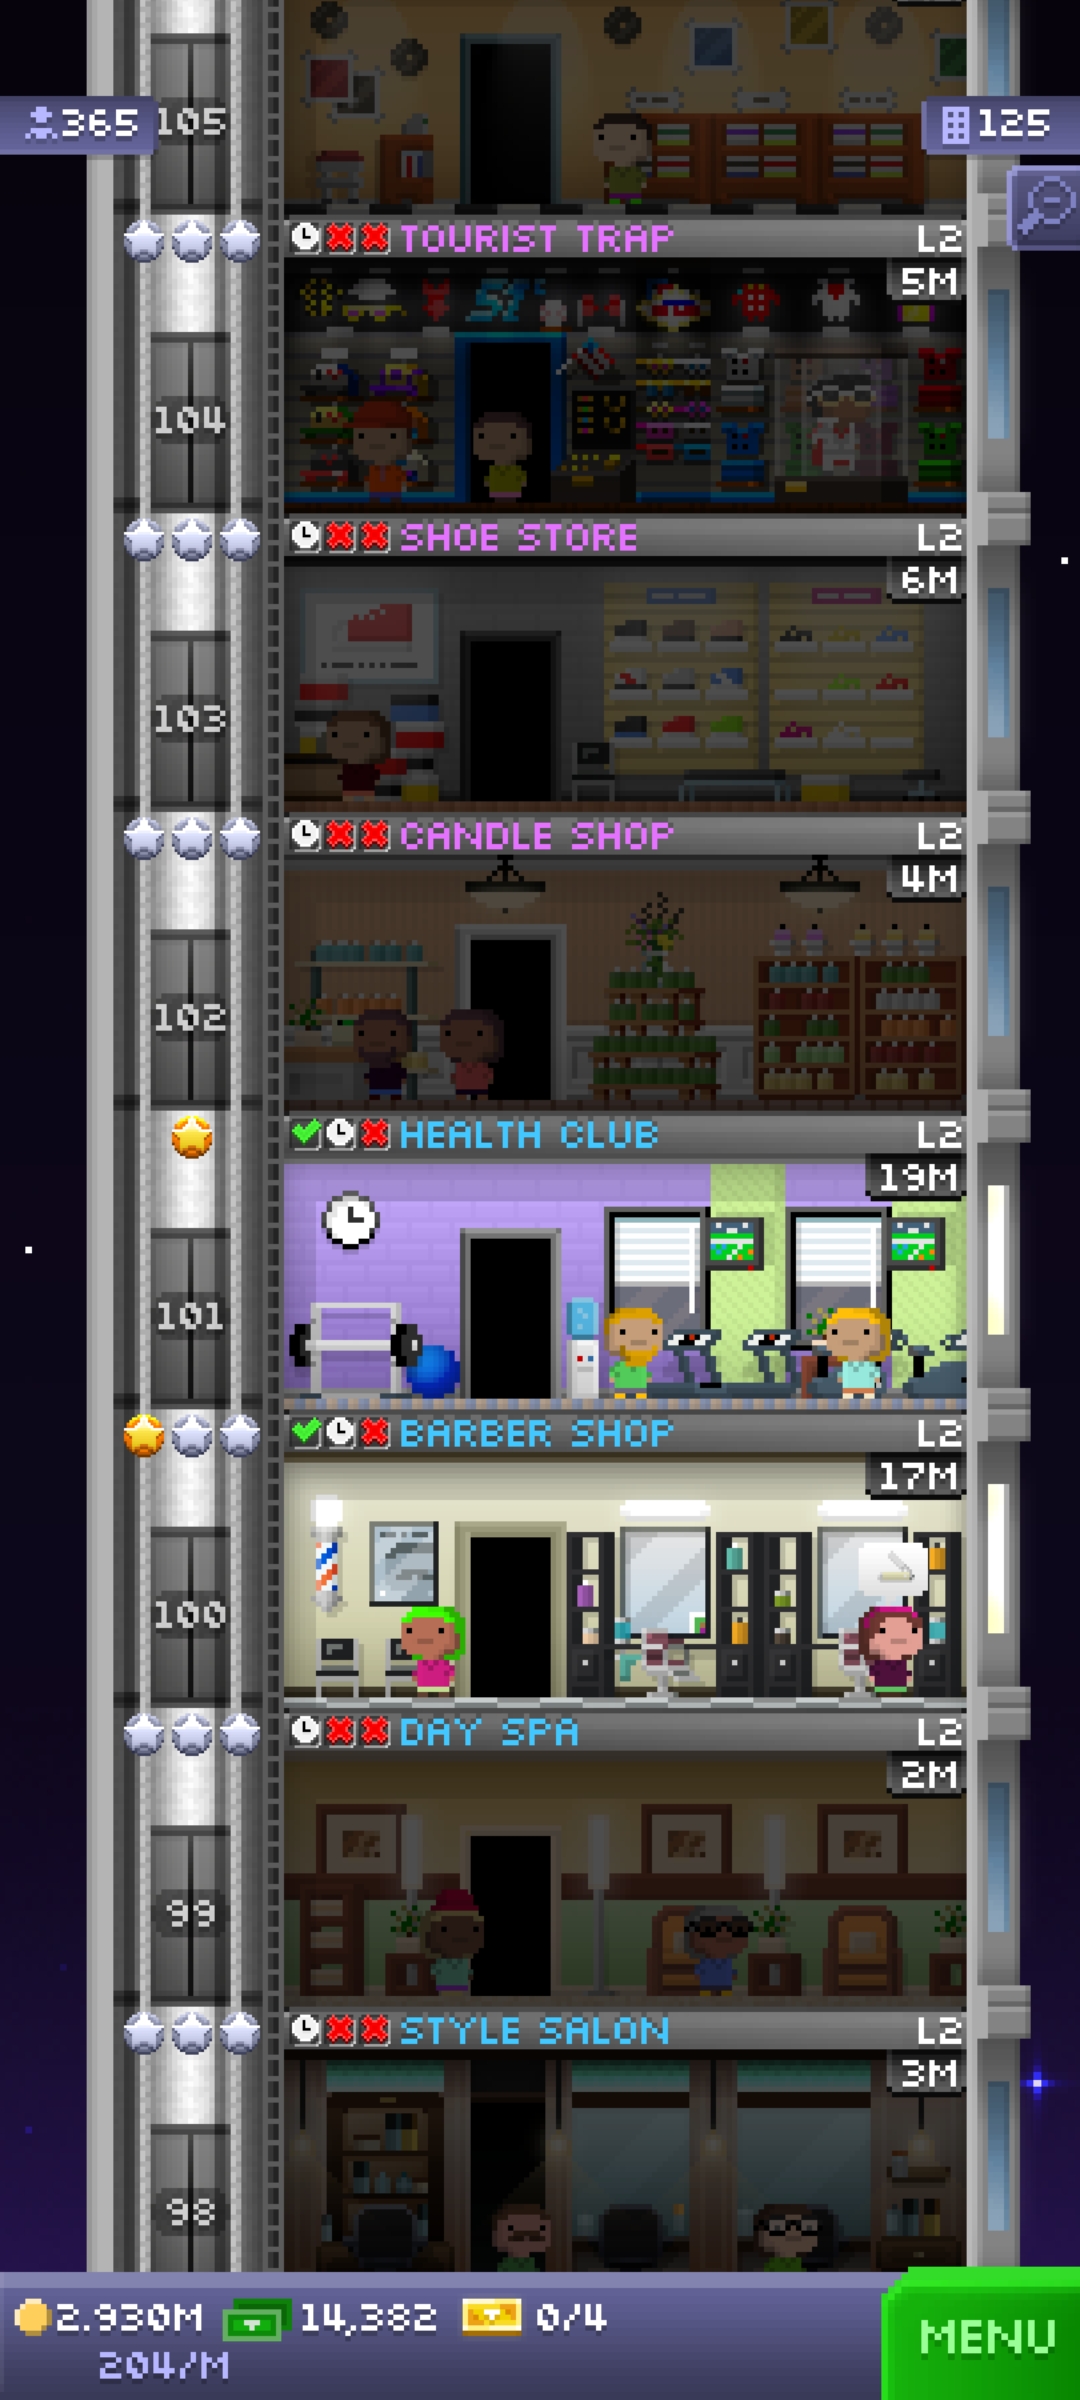 365
105
125
TOURIST TRAP L2
5M
104
SHOE STORE L2
6M
103
CANDLE SHOP L2
4M
102
HEALTH CLUB L2
19M
101
BARBER SHOP L2
17M
100
DAY SPA L2
2M
99
STYLE SALON L2
3M
98
2.930M 14,382 0/4
204/M
MENU